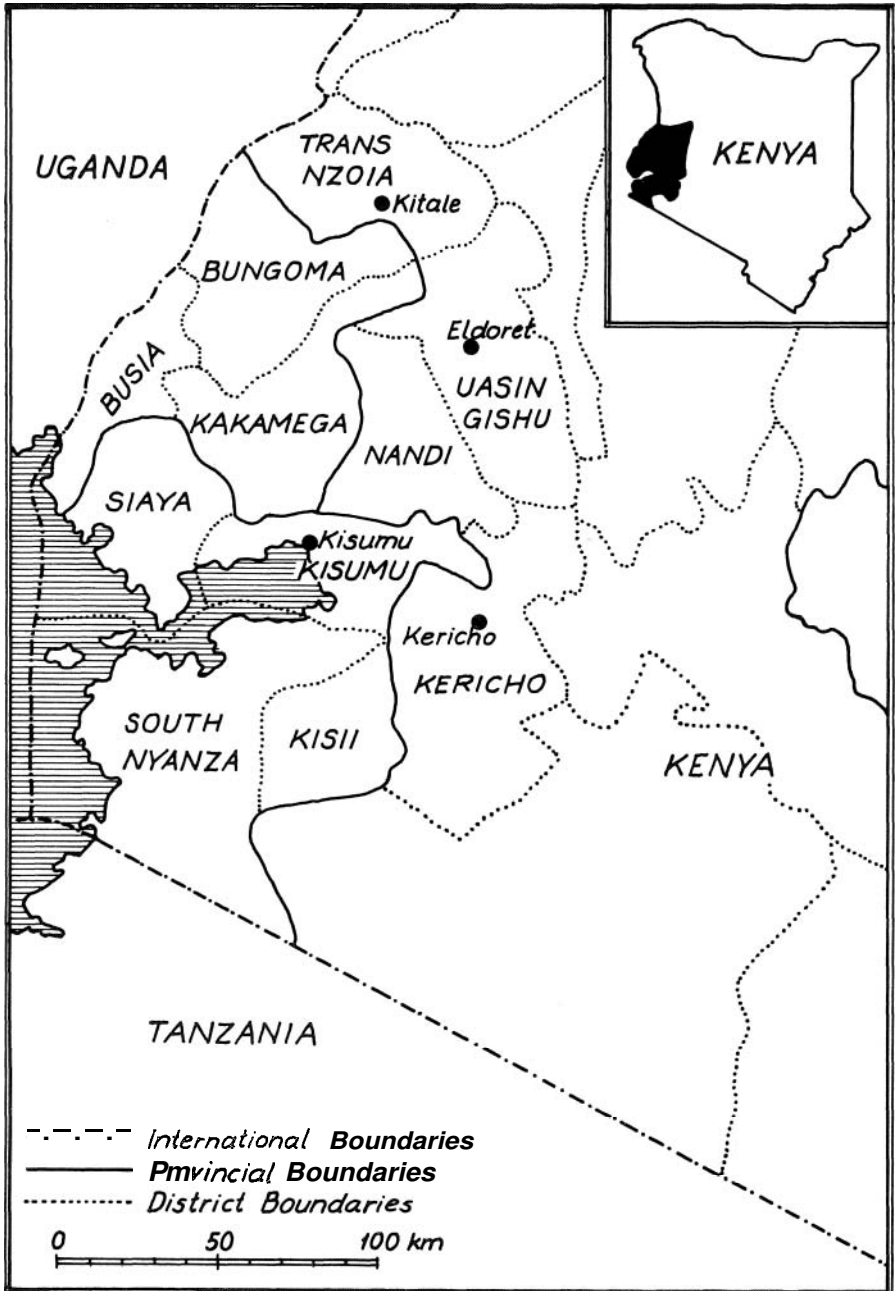 UGANDA
TRANS
NZOIA
Kitale
KENYA
BUNGOMA
Eldoret
BUSIA
UASIN
GISHU
KAKAMEGA
NANDI
SIAYA
Kisumu
KISUMU
Kericho
KERICHO
SOUTH
NYANZA
KISII
KENYA
TANZANIA
International Boundaries
Pmvincial Boundaries
District Boundaries
0 50 100 km